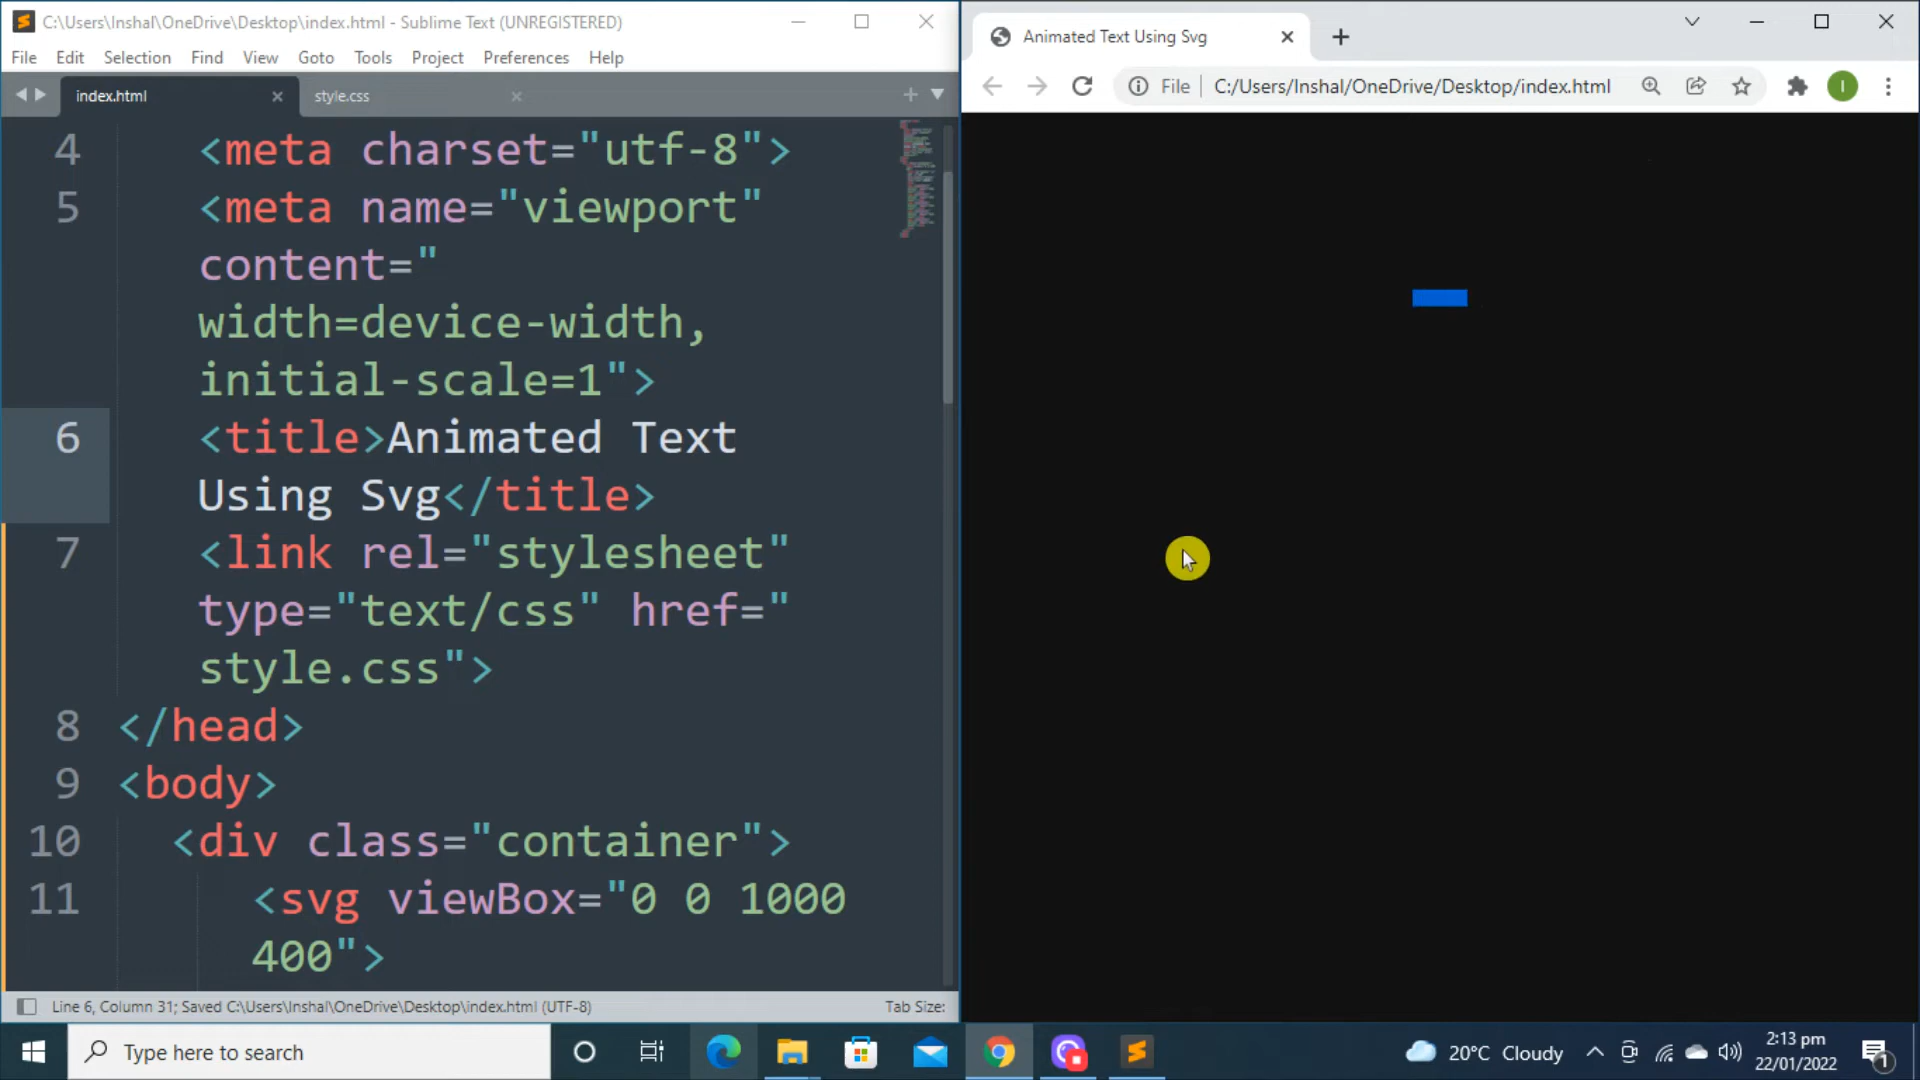 C:\Users\Inshal\OneDrive\Desktop\index.html - Sublime Text (UNREGISTERED)
File Edit Selection Find View Goto Tools Project Preferences Help
index.html style.css
4 <meta charset="utf-8">
5 <meta name="viewport"
content="
width=device-width,
initial-scale=1">
6 <title>Animated Text
Using Svg</title>
7 <link rel="stylesheet"
type="text/css" href="
style.css">
8 </head>
9 <body>
10 <div class="container">
11 <svg viewBox="0 0 1000
400">
Line 6, Column 31; Saved C:\Users\Inshal\OneDrive\Desktop\index.html (UTF-8) Tab Size:
Animated Text Using Svg
File C:/Users/Inshal/OneDrive/Desktop/index.html I
Type here to search
20°C Cloudy
2:13 pm
22/01/2022
1